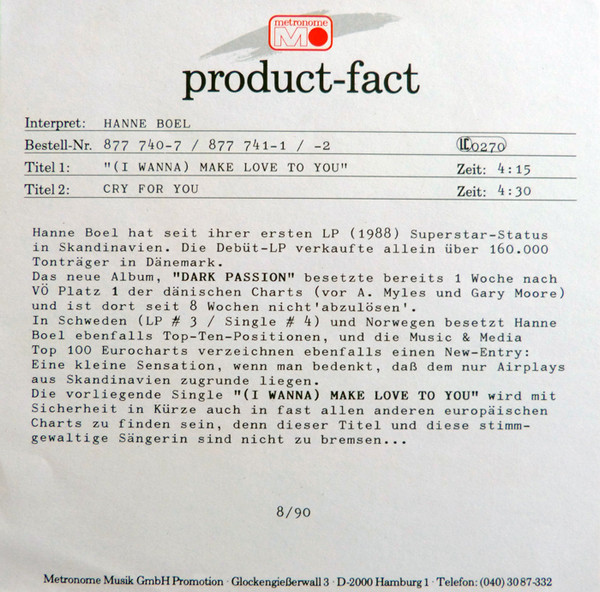 metronome
M
product-fact
Interpret: HANNE BOEL
Bestell-Nr. 877 740-7 / 877 741-1 / -2 LC 0270
Titel 1: "(I WANNA) MAKE LOVE TO YOU" Zeit: 4:15
Titel 2: CRY FOR YOU Zeit: 4:30
Hanne Boel hat seit ihrer ersten LP (1988) Superstar-Status
in Skandinavien. Die Debüt-LP verkaufte allein über 160.000
Tonträger in Dänemark.
Das neue Album, "DARK PASSION" besetzte bereits 1 Woche nach
VÖ Platz 1 der dänischen Charts (vor A. Myles und Gary Moore)
und ist dort seit 8 Wochen nicht 'abzulösen'.
In Schweden (LP # 3 / Single # 4) und Norwegen besetzt Hanne
Boel ebenfalls Top-Ten-Positionen, und die Music & Media
Top 100 Eurocharts verzeichnen ebenfalls einen New-Entry:
Eine kleine Sensation, wenn man bedenkt, daß dem nur Airplays
aus Skandinavien zugrunde liegen.
Die vorliegende Single "(I WANNA) MAKE LOVE TO YOU" wird mit
Sicherheit in Kürze auch in fast allen anderen europäischen
Charts zu finden sein, denn dieser Titel und diese stimm-
gewaltige Sängerin sind nicht zu bremsen...
8/90
Metronome Musik GmbH Promotion · Glockengießerwall 3 · D-2000 Hamburg 1 · Telefon: (040) 30 87-332